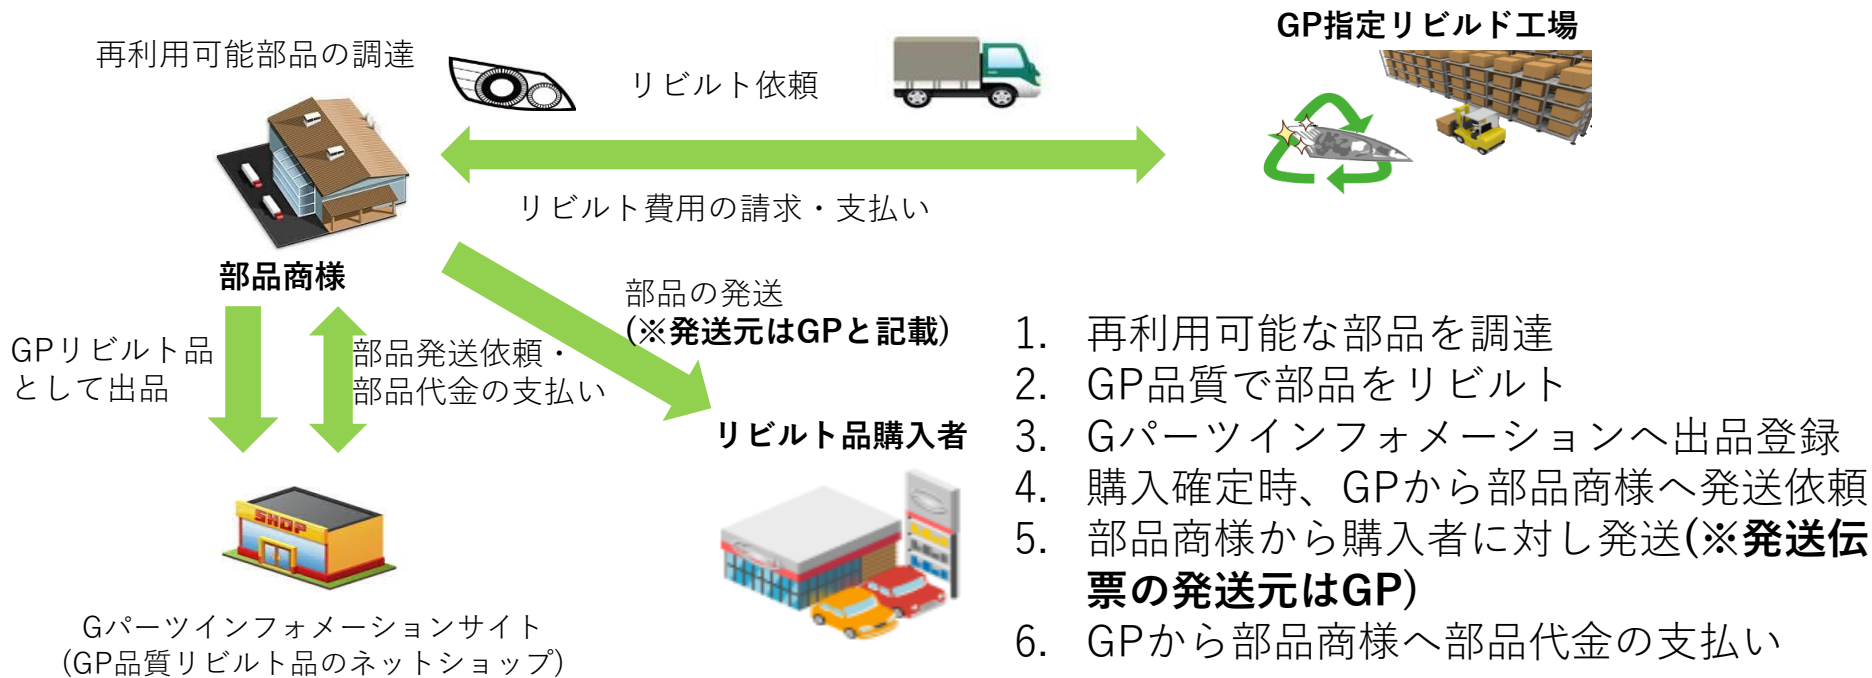 GP指定リビルド工場
再利用可能部品の調達
リビルト依頼
リビルト費用の請求・支払い
部品商様
部品の発送
(※発送元はGPと記載)
GPリビルト品
として出品
部品発送依頼・
部品代金の支払い
リビルト品購入者
SHOP
Gパーツインフォメーションサイト
(GP品質リビルト品のネットショップ)
1. 再利用可能な部品を調達
2. GP品質で部品をリビルト
3. Gパーツインフォメーションへ出品登録
4. 購入確定時、GPから部品商様へ発送依頼
5. 部品商様から購入者に対し発送(※発送伝
票の発送元はGP)
6. GPから部品商様へ部品代金の支払い